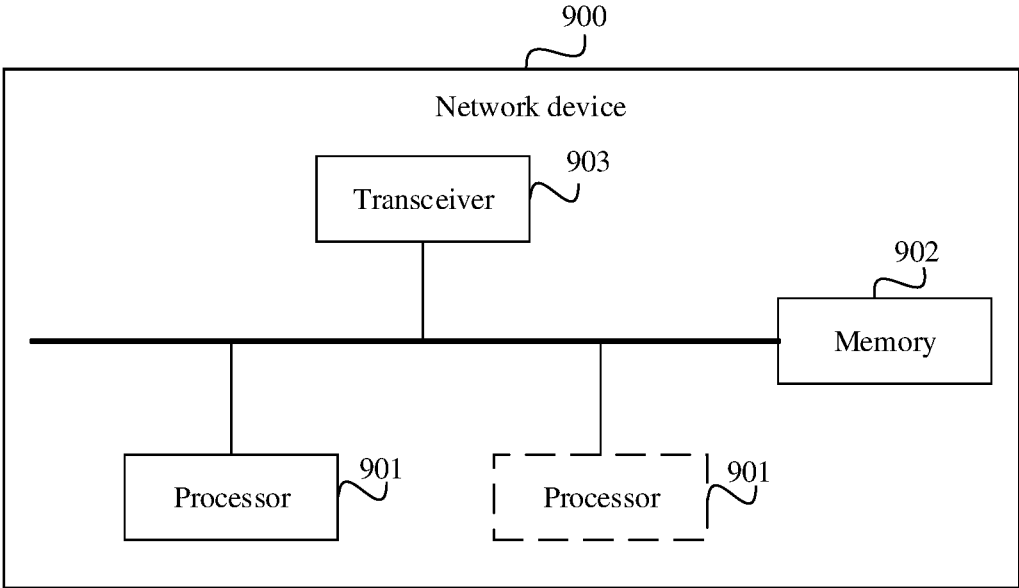 900
Network device
903
Transceiver
902
Memory
901
Processor
901
Processor